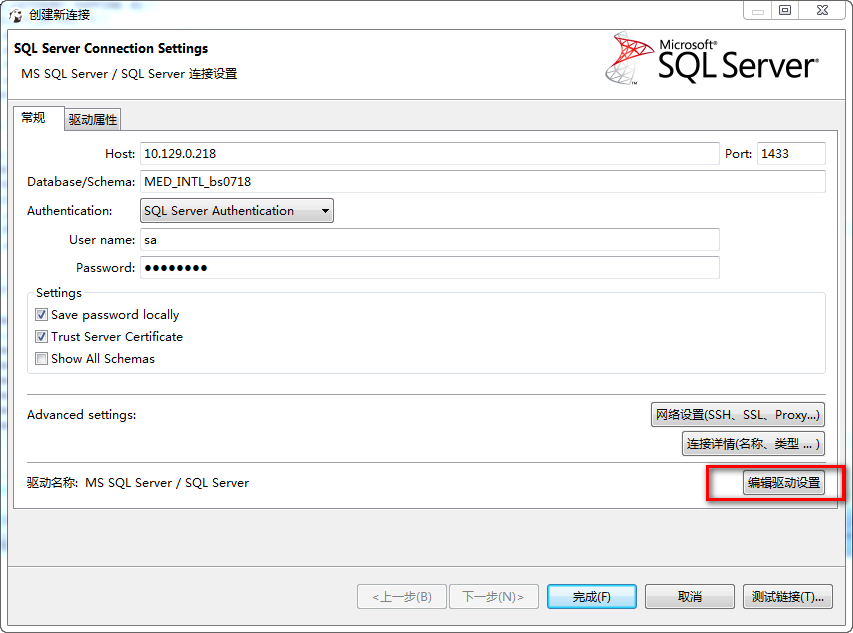 创建新连接
SQL Server Connection Settings
MS SQL Server / SQL Server 连接设置
Microsoft®
SQL Server®
常规
驱动属性
Host: 10.129.0.218 Port: 1433
Database/Schema: MED_INTL_bs0718
Authentication: SQL Server Authentication
User name: sa
Password: ●●●●●●●●
Settings
Save password locally
Trust Server Certificate
Show All Schemas
Advanced settings: 网络设置(SSH、SSL、Proxy...)
连接详情(名称、类型 ... )
驱动名称: MS SQL Server / SQL Server 编辑驱动设置
<上一步(B) 下一步(N)> 完成(F) 取消 测试链接(T)...